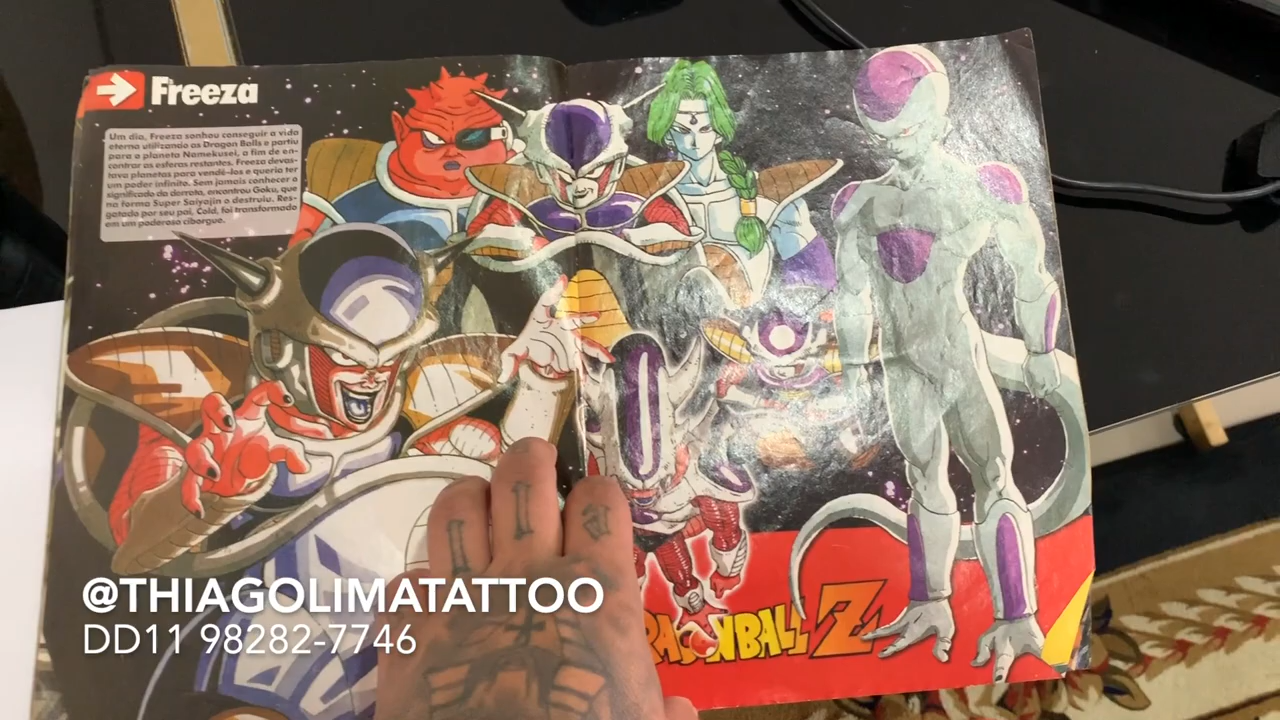 Freeza
Um dia, Freeza sonhou conseguir a vida
eterna utilizando as Dragon Balls e partiu
para o planeta Namekusei, a fim de en-
contrar as esferas restantes. Freeza devas-
tava planetas para vendê-los e queria ter
um poder infinito. Sem jamais conhecer o
significado da derrota, encontrou Goku, que
na forma Super Saiyajin o destruiu. Res-
gatado por seu pai, Cold, foi transformado
em um poderoso ciborgue.
@THIAGOLIMATATTOO
DD11 98282-7746
DRAGON BALL Z